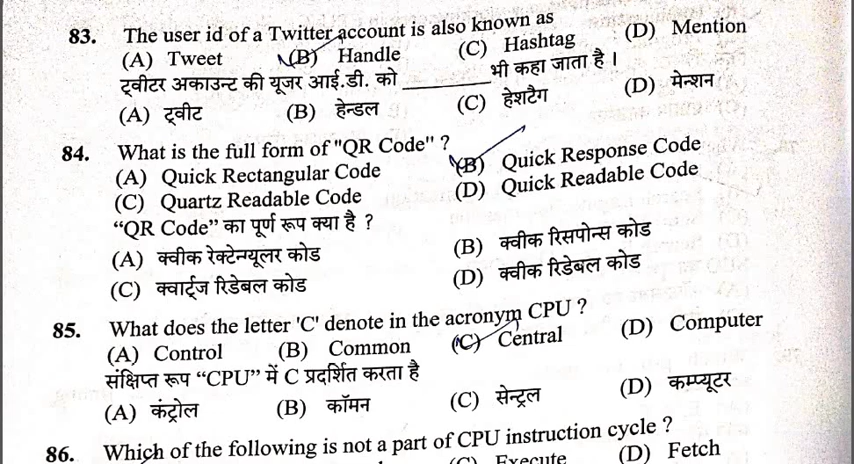 83. The user id of a Twitter account is also known as
(A) Tweet (B) Handle (C) Hashtag (D) Mention
ट्वीटर अकाउन्ट की यूजर आई.डी. को ________ भी कहा जाता है ।
(A) ट्वीट (B) हेन्डल (C) हेशटैग (D) मेन्शन
84. What is the full form of "QR Code" ?
(A) Quick Rectangular Code (B) Quick Response Code
(C) Quartz Readable Code (D) Quick Readable Code
“QR Code” का पूर्ण रूप क्या है ?
(A) क्वीक रेक्टेन्ग्यूलर कोड (B) क्वीक रिसपोन्स कोड
(C) क्वार्ट्ज रिडेबल कोड (D) क्वीक रिडेबल कोड
85. What does the letter 'C' denote in the acronym CPU ?
(A) Control (B) Common (C) Central (D) Computer
संक्षिप्त रूप “CPU” में C प्रदर्शित करता है
(A) कंट्रोल (B) कॉमन (C) सेन्ट्रल (D) कम्प्यूटर
86. Which of the following is not a part of CPU instruction cycle ?
(C) Execute (D) Fetch